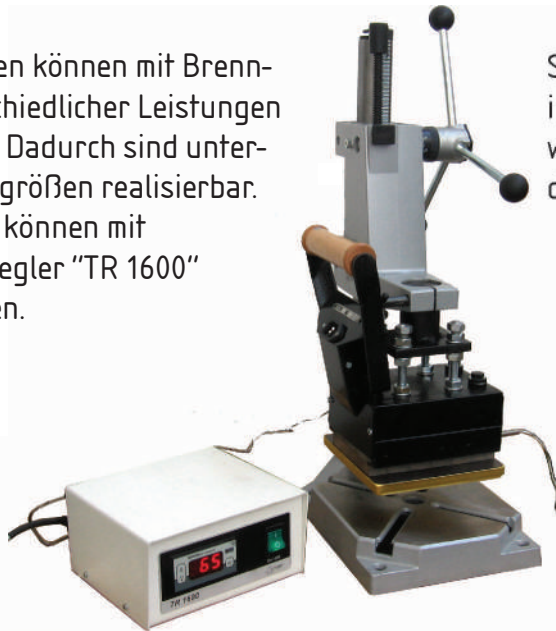 en können mit Brenn-
chiedlicher Leistungen
Dadurch sind unter-
größen realisierbar.
können mit
egler "TR 1600"
en.
S
i
w
65
TR 1600